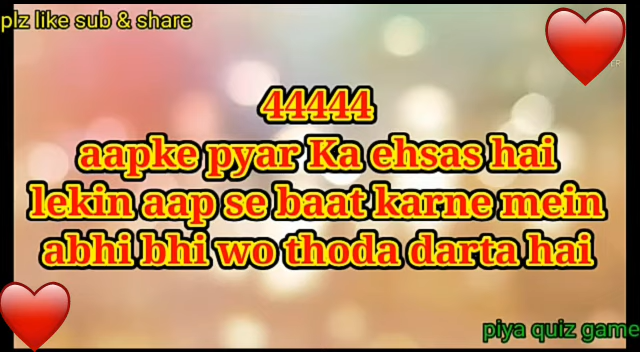 plz like sub & share
44444
aapke pyar Ka ehsas hai
lekin aap se baat karne mein
abhi bhi wo thoda darta hai
piya quiz game